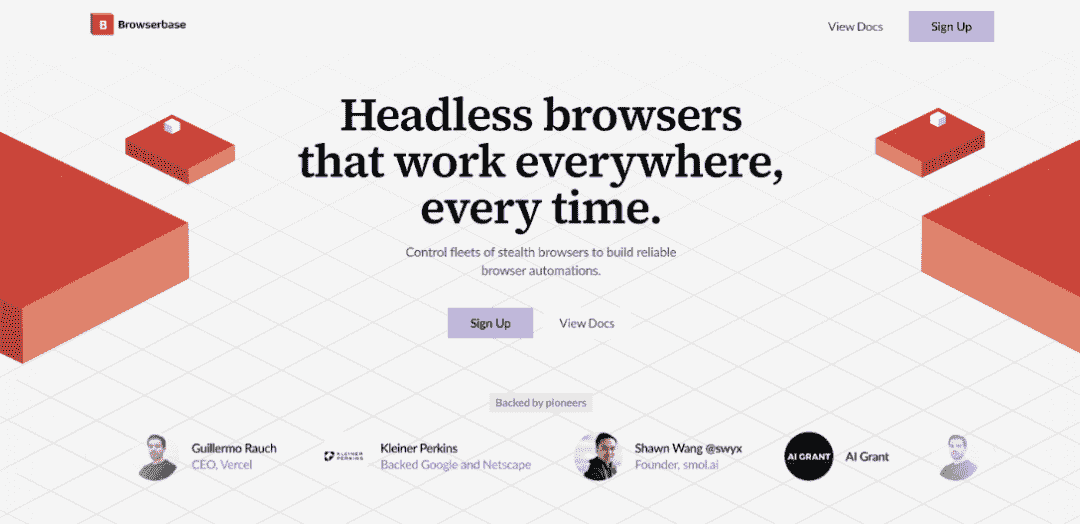 B Browserbase
View Docs
Sign Up
Headless browsers
that work everywhere,
every time.
Control fleets of stealth browsers to build reliable
browser automations.
Sign Up
View Docs
Backed by pioneers
Guillermo Rauch
CEO, Vercel
KLEINER
PERKINS
Kleiner Perkins
Backed Google and Netscape
Shawn Wang @swyx
Founder, smol.ai
AI GRANT
AI Grant